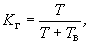 K_г = T / (T + T_в),